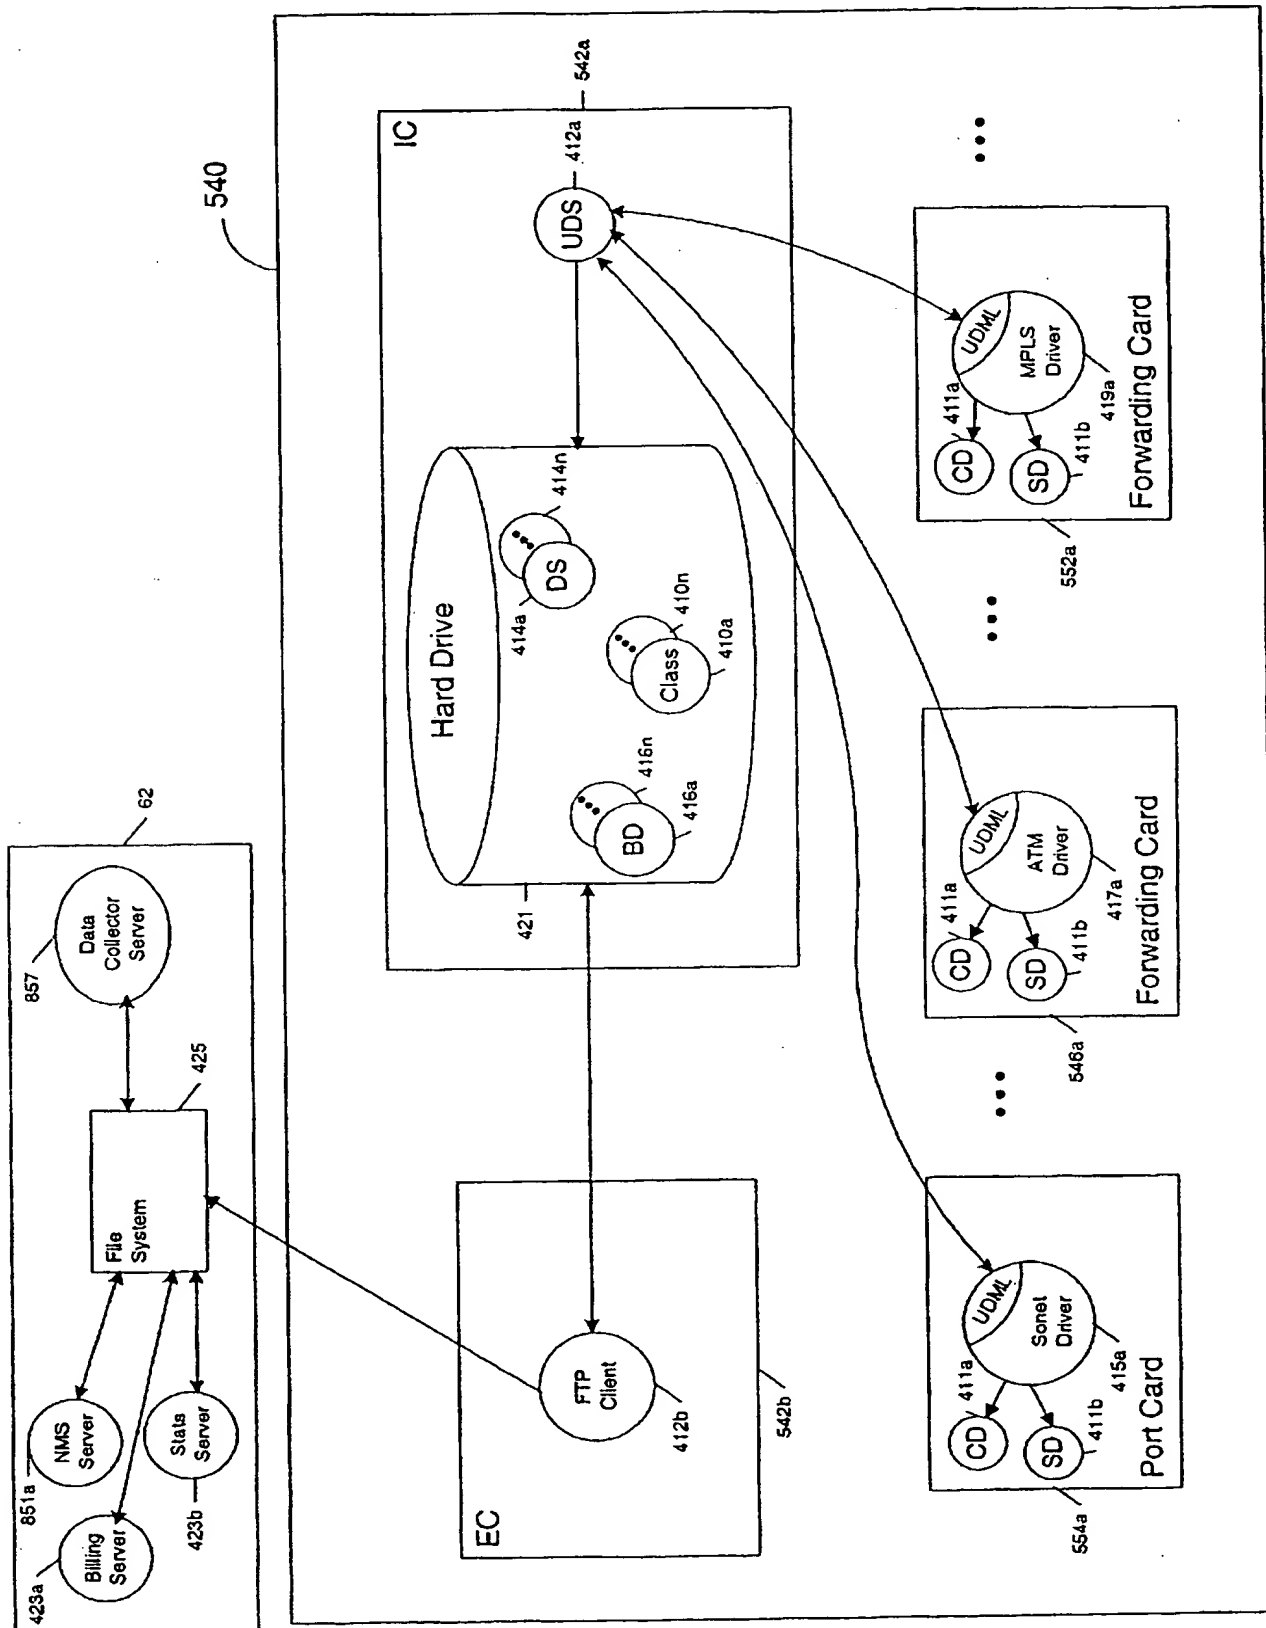 62
857
Data
Collector
Server
425
File
System
851a
NMS
Server
Stats
Server
423b
423a
Billing
Server
540
542a
IC
UDS
412a
Hard Drive
414n
DS
414a
410n
Class
410a
416n
BD
416a
421
EC
FTP
Client
412b
542b
UDML
MPLS
Driver
419a
CD
411a
SD
411b
Forwarding Card
552a
UDML
ATM
Driver
417a
CD
411a
SD
411b
Forwarding Card
546a
UDML
Sonet
Driver
415a
CD
411a
SD
411b
Port Card
554a